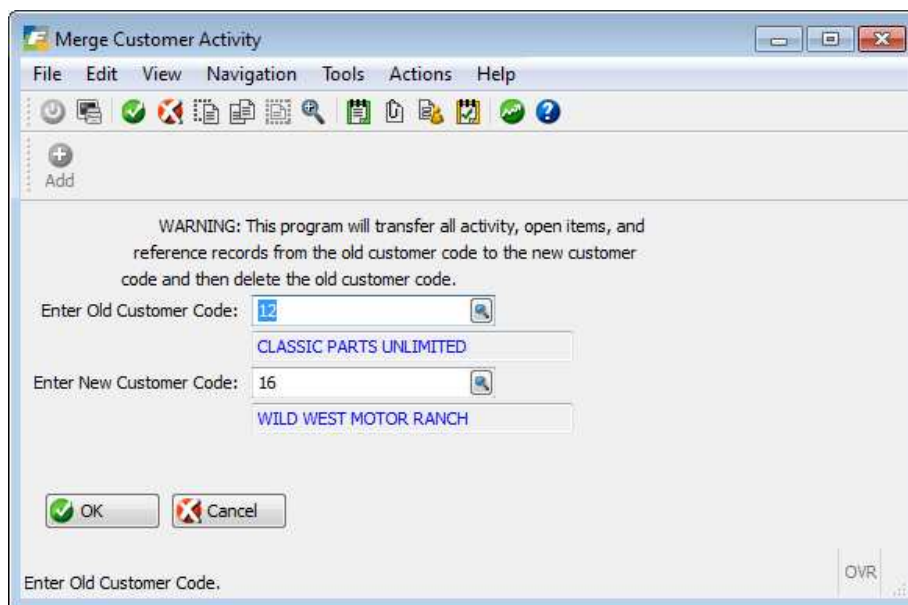 Merge Customer Activity
File Edit View Navigation Tools Actions Help
Add
WARNING: This program will transfer all activity, open items, and
reference records from the old customer code to the new customer
code and then delete the old customer code.
Enter Old Customer Code: 12
CLASSIC PARTS UNLIMITED
Enter New Customer Code: 16
WILD WEST MOTOR RANCH
OK Cancel
Enter Old Customer Code. OVR